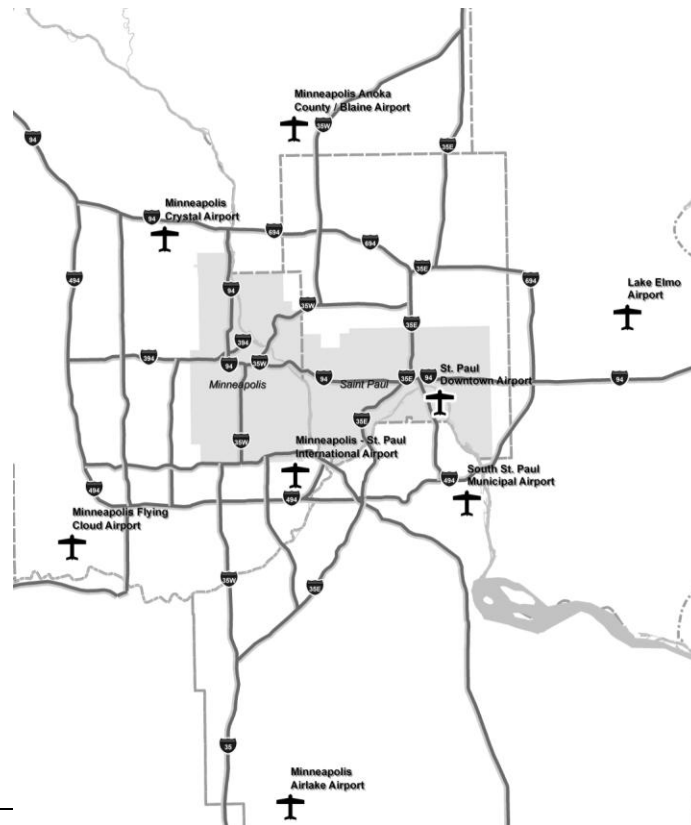 Minneapolis Anoka
County / Blaine Airport
35W
35E
94
Minneapolis
Crystal Airport
94
694
694
35E
494
694
Lake Elmo
Airport
94
35W
35E
394
394
94
35W
St. Paul
Downtown Airport
Minneapolis
94
Saint Paul
35E
94
94
35E
35W
Minneapolis - St. Paul
International Airport
South St. Paul
Municipal Airport
494
494
494
Minneapolis Flying
Cloud Airport
35W
35E
35
Minneapolis
Airlake Airport